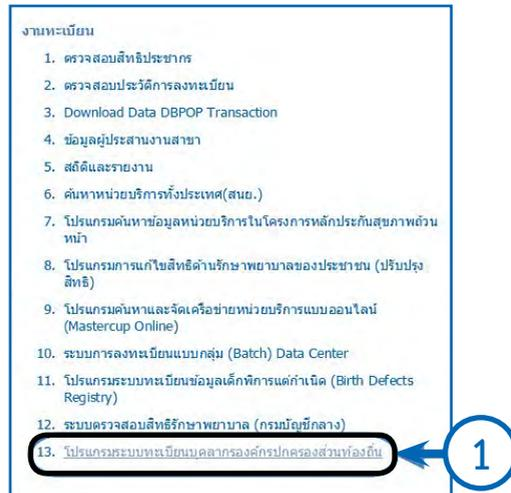 งานทะเบียน
1. ตรวจสอบสิทธิประชากร
2. ตรวจสอบประวัติการลงทะเบียน
3. Download Data DBPOP Transaction
4. ข้อมูลผู้ประสานงานสาขา
5. สถิติและรายงาน
6. ค้นหาหน่วยบริการทั้งประเทศ(สนย.)
7. โปรแกรมค้นหาข้อมูลหน่วยบริการในโครงการหลักประกันสุขภาพถ้วน
หน้า
8. โปรแกรมการแก้ไขสิทธิด้านรักษาพยาบาลของประชาชน (ปรับปรุง
สิทธิ)
9. โปรแกรมค้นหาและจัดเครือข่ายหน่วยบริการแบบออนไลน์
(Mastercup Online)
10. ระบบการลงทะเบียนแบบกลุ่ม (Batch) Data Center
11. โปรแกรมระบบทะเบียนข้อมูลเด็กพิการแต่กำเนิด (Birth Defects
Registry)
12. ระบบตรวจสอบสิทธิรักษาพยาบาล (กรมบัญชีกลาง)
13. โปรแกรมระบบทะเบียนบุคลากรองค์กรปกครองส่วนท้องถิ่น
1